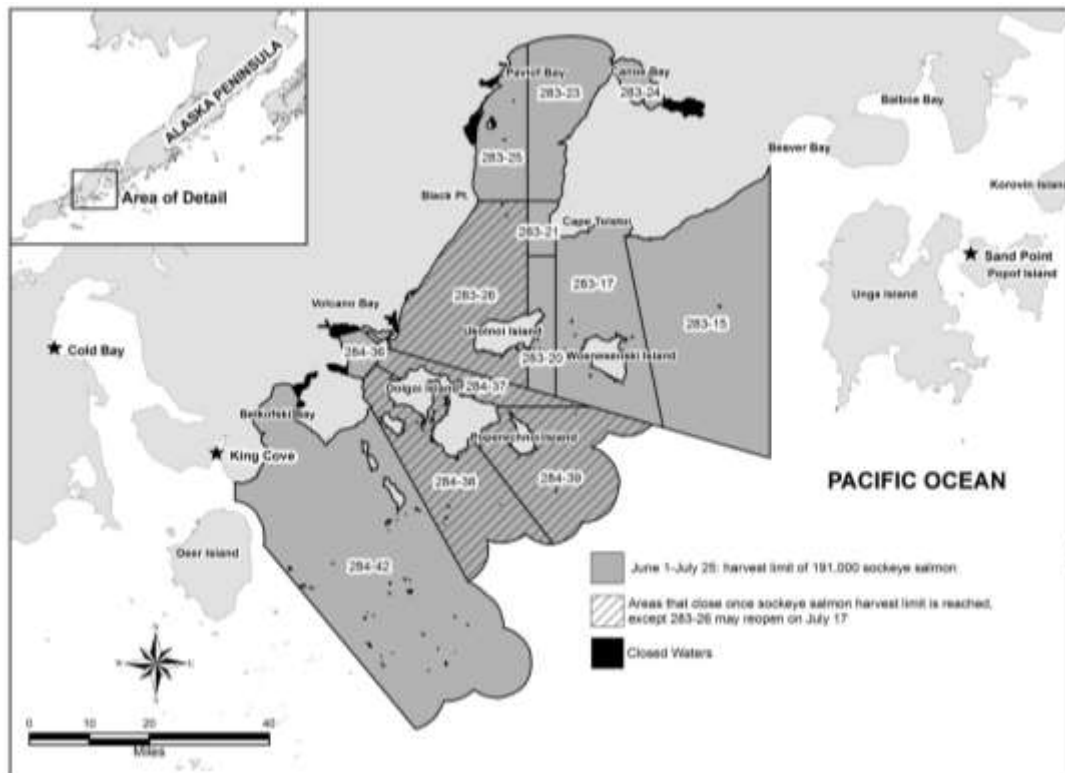 ALASKA PENINSULA
Area of Detail
Pavlof Bay
283-23
Canoe Bay
283-24
283-25
Balboa Bay
Beaver Bay
Korovin Island
Black Pt.
283-21
Cape Tolstoi
Sand Point
Popof Island
Unga Island
283-17
283-26
283-15
Volcano Bay
Ukolnoi Island
283-20
Wosnesenski Island
Cold Bay
284-36
284-37
Dolgoi Island
Belkofski Bay
Poperechnoi Island
King Cove
284-38
284-39
PACIFIC OCEAN
Deer Island
284-42
June 1-July 25: harvest limit of 191,000 sockeye salmon
Areas that close once sockeye salmon harvest limit is reached,
except 283-26 may reopen on July 17
Closed Waters
N
W
E
S
0 10 20 40
Miles